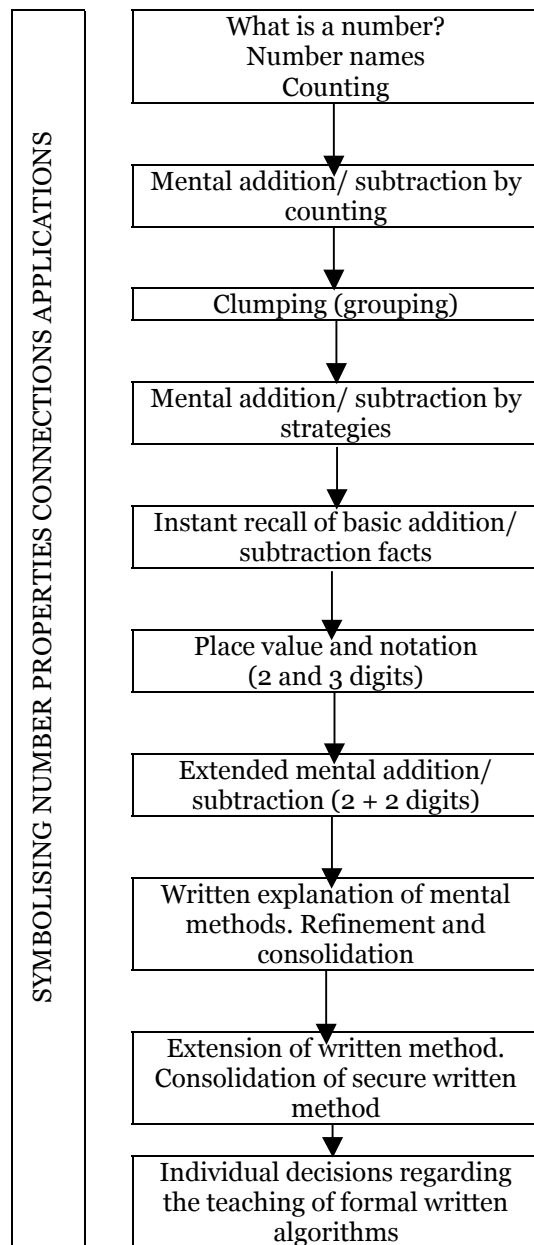 SYMBOLISING NUMBER PROPERTIES CONNECTIONS APPLICATIONS
What is a number?
Number names
Counting
Mental addition/ subtraction by
counting
Clumping (grouping)
Mental addition/ subtraction by
strategies
Instant recall of basic addition/
subtraction facts
Place value and notation
(2 and 3 digits)
Extended mental addition/
subtraction (2 + 2 digits)
Written explanation of mental
methods. Refinement and
consolidation
Extension of written method.
Consolidation of secure written
method
Individual decisions regarding
the teaching of formal written
algorithms